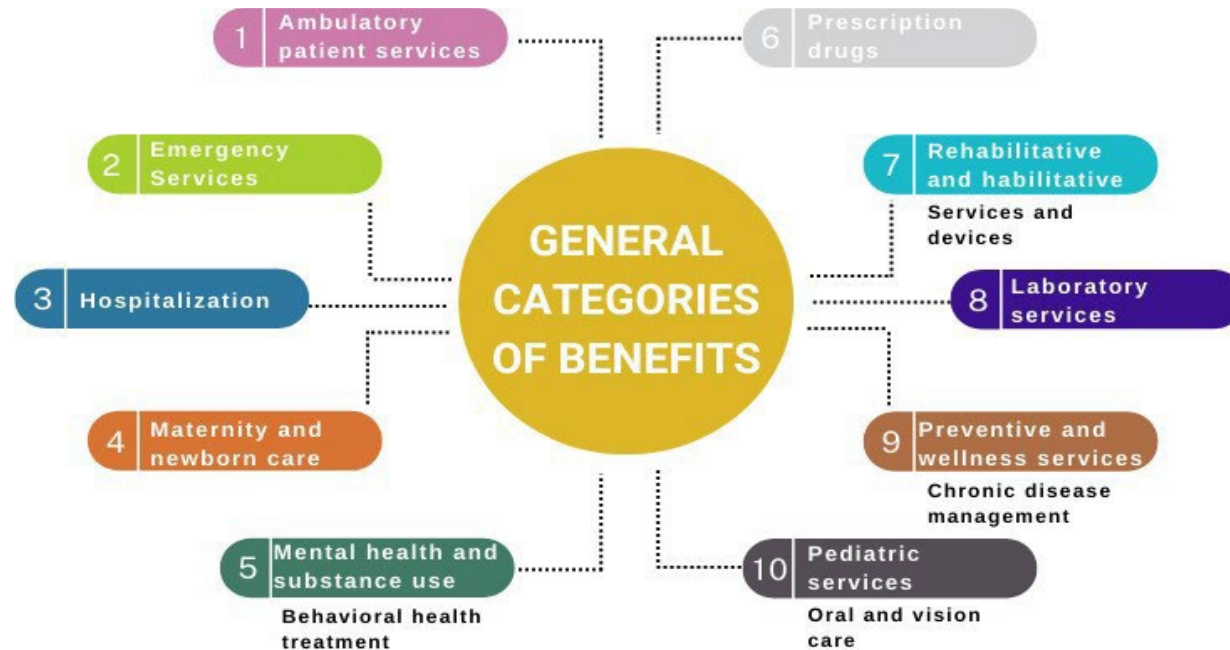 GENERAL
CATEGORIES
OF BENEFITS
1
Ambulatory
patient services
2
Emergency
Services
3
Hospitalization
4
Maternity and
newborn care
5
Mental health and
substance use
Behavioral health
treatment
6
Prescription
drugs
7
Rehabilitative
and habilitative
Services and
devices
8
Laboratory
services
9
Preventive and
wellness services
Chronic disease
management
10
Pediatric
services
Oral and vision
care